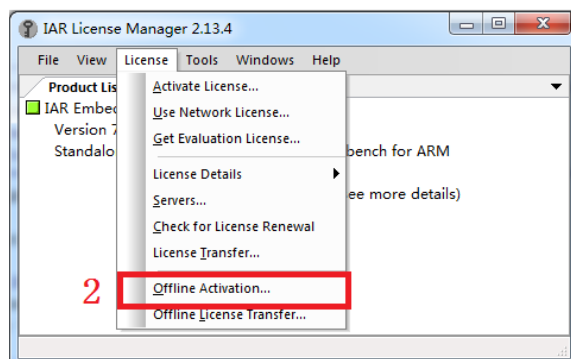 IAR License Manager 2.13.4
File View License Tools Windows Help
Product Lis
IAR Embe
Version 7
Standalo
bench for ARM
ee more details)
Activate License...
Use Network License...
Get Evaluation License...
License Details
Servers...
Check for License Renewal
License Transfer...
2
Offline Activation...
Offline License Transfer...